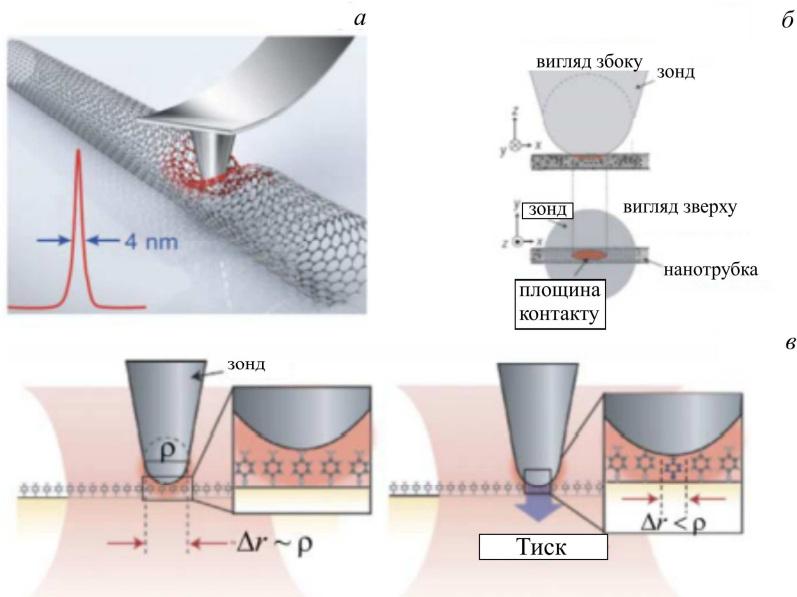 а
4 nm
б
вигляд збоку
зонд
z
y
x
зонд
вигляд зверху
y
z
x
нанотрубка
площина
контакту
в
зонд
ρ
Δr ~ ρ
Δr < ρ
Тиск